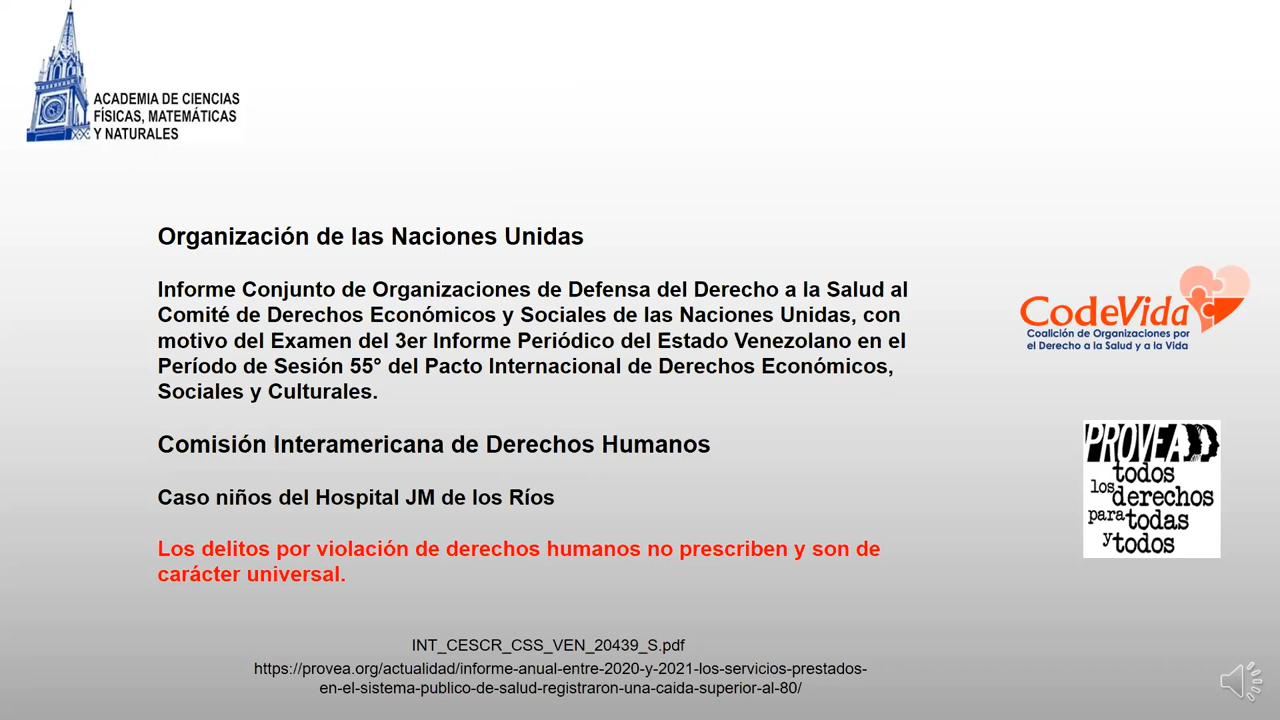 ACADEMIA DE CIENCIAS
FÍSICAS, MATEMÁTICAS
Y NATURALES
Organización de las Naciones Unidas
Informe Conjunto de Organizaciones de Defensa del Derecho a la Salud al
Comité de Derechos Económicos y Sociales de las Naciones Unidas, con
motivo del Examen del 3er Informe Periódico del Estado Venezolano en el
Período de Sesión 55° del Pacto Internacional de Derechos Económicos,
Sociales y Culturales.
Comisión Interamericana de Derechos Humanos
Caso niños del Hospital JM de los Ríos
Los delitos por violación de derechos humanos no prescriben y son de
carácter universal.
CodeVida
Coalición de Organizaciones por
el Derecho a la Salud y a la Vida
PROVEA
todos
los derechos
para todas
y todos
INT_CESCR_CSS_VEN_20439_S.pdf
https://provea.org/actualidad/informe-anual-entre-2020-y-2021-los-servicios-prestados-
en-el-sistema-publico-de-salud-registraron-una-caida-superior-al-80/